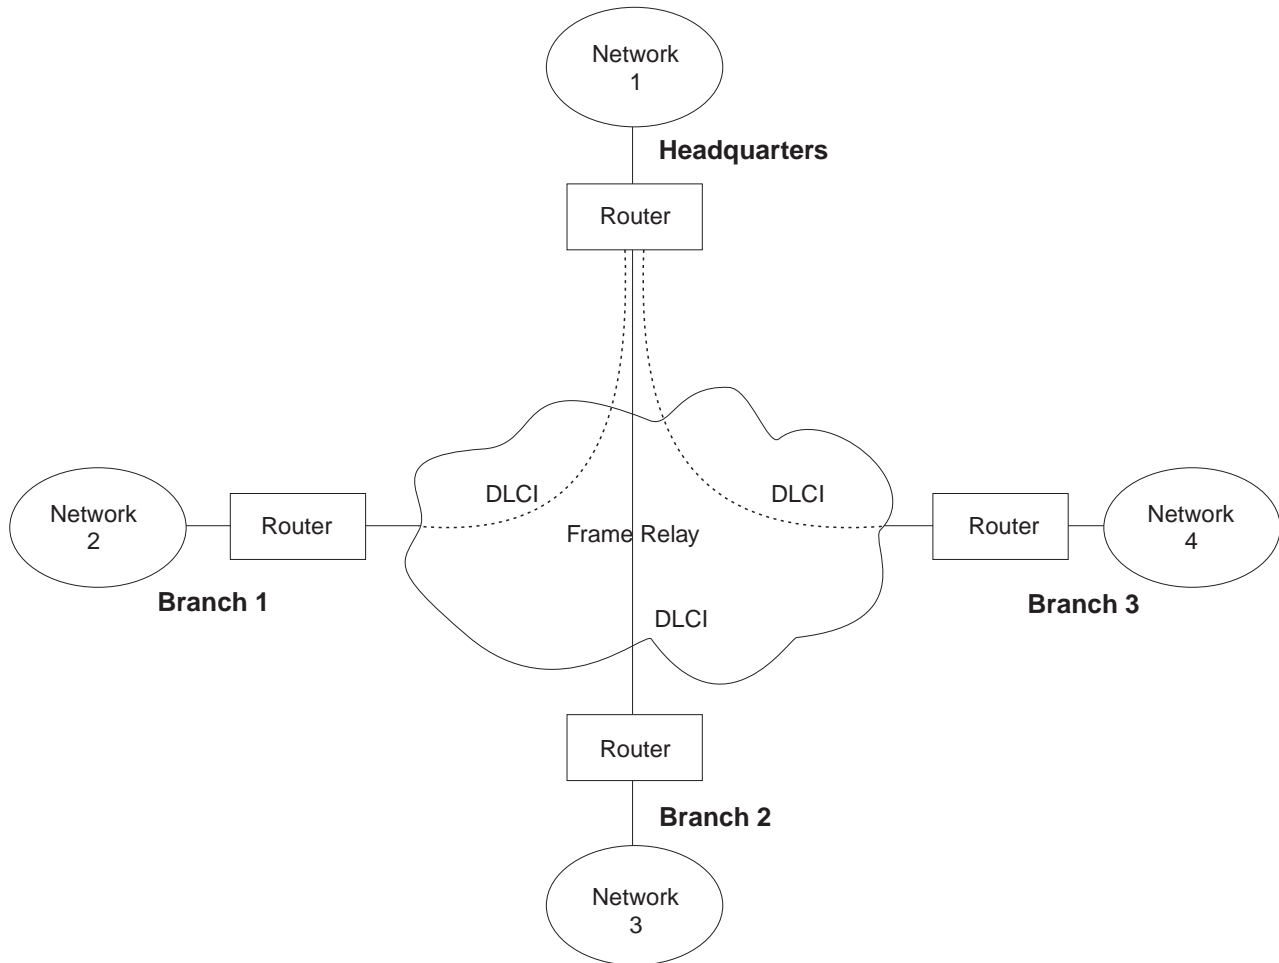 Network
1
Headquarters
Router
DLCI
DLCI
Network
2
Router
Frame Relay
Router
Network
4
Branch 1
Branch 3
DLCI
Router
Branch 2
Network
3